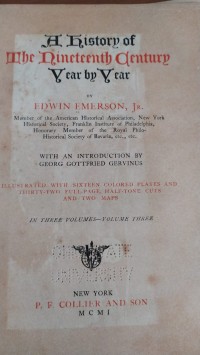 A History of
The Nineteenth Century
Year by Year
BY
EDWIN EMERSON, JR.
Member of the American Historical Association, New York
Historical Society, Franklin Institute of Philadelphia,
Honorary Member of the Royal Philo-
Historical Society of Bavaria, etc., etc.
WITH AN INTRODUCTION BY
GEORG GOTTFRIED GERVINUS
ILLUSTRATED WITH SIXTEEN COLORED PLATES AND
THIRTY-TWO FULL-PAGE, HALF-TONE CUTS
AND TWO MAPS
IN THREE VOLUMES—VOLUME THREE
NEW YORK
P. F. COLLIER AND SON
MCMI